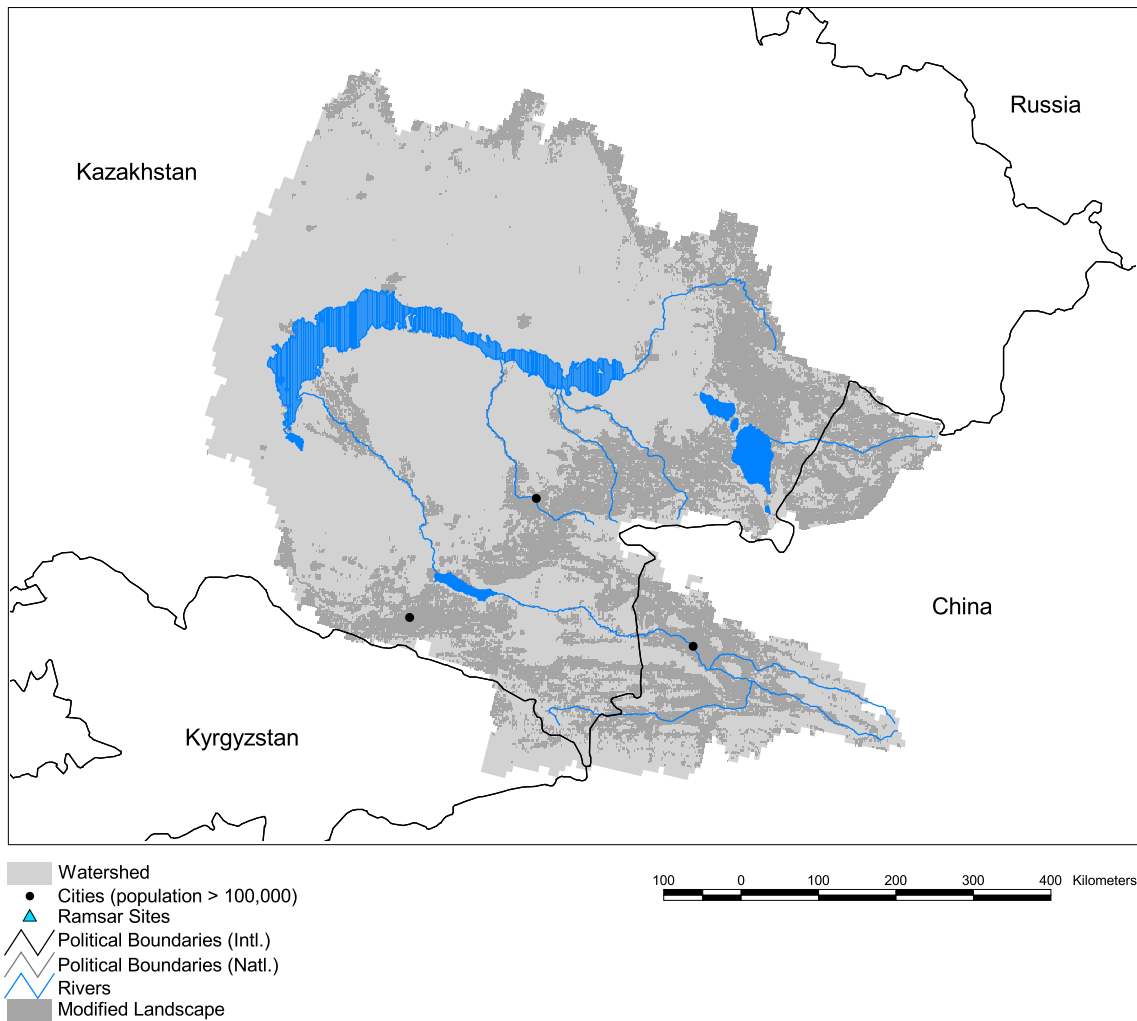 Russia
Kazakhstan
China
Kyrgyzstan
Watershed
Cities (population > 100,000)
Ramsar Sites
Political Boundaries (Intl.)
Political Boundaries (Natl.)
Rivers
Modified Landscape
100 0 100 200 300 400 Kilometers